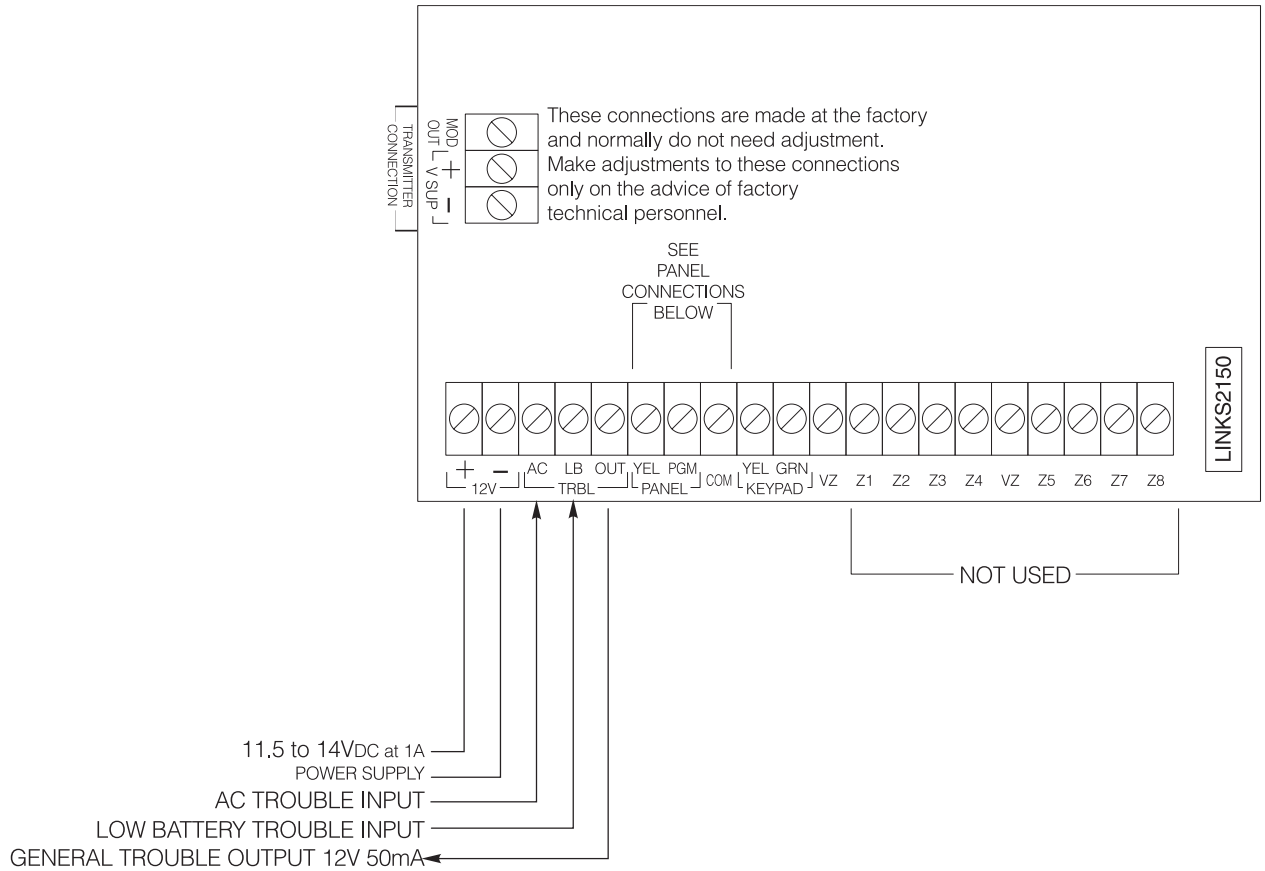 These connections are made at the factory
and normally do not need adjustment.
Make adjustments to these connections
only on the advice of factory
technical personnel.
TRANSMITTER
CONNECTION
MOD
OUT
V SUP
+
-
SEE
PANEL
CONNECTIONS
BELOW
LINKS2150
+ - AC LB OUT YEL PGM COM YEL GRN VZ Z1 Z2 Z3 Z4 VZ Z5 Z6 Z7 Z8
12V TRBL PANEL KEYPAD
NOT USED
11.5 to 14VDC at 1A
POWER SUPPLY
AC TROUBLE INPUT
LOW BATTERY TROUBLE INPUT
GENERAL TROUBLE OUTPUT 12V 50mA